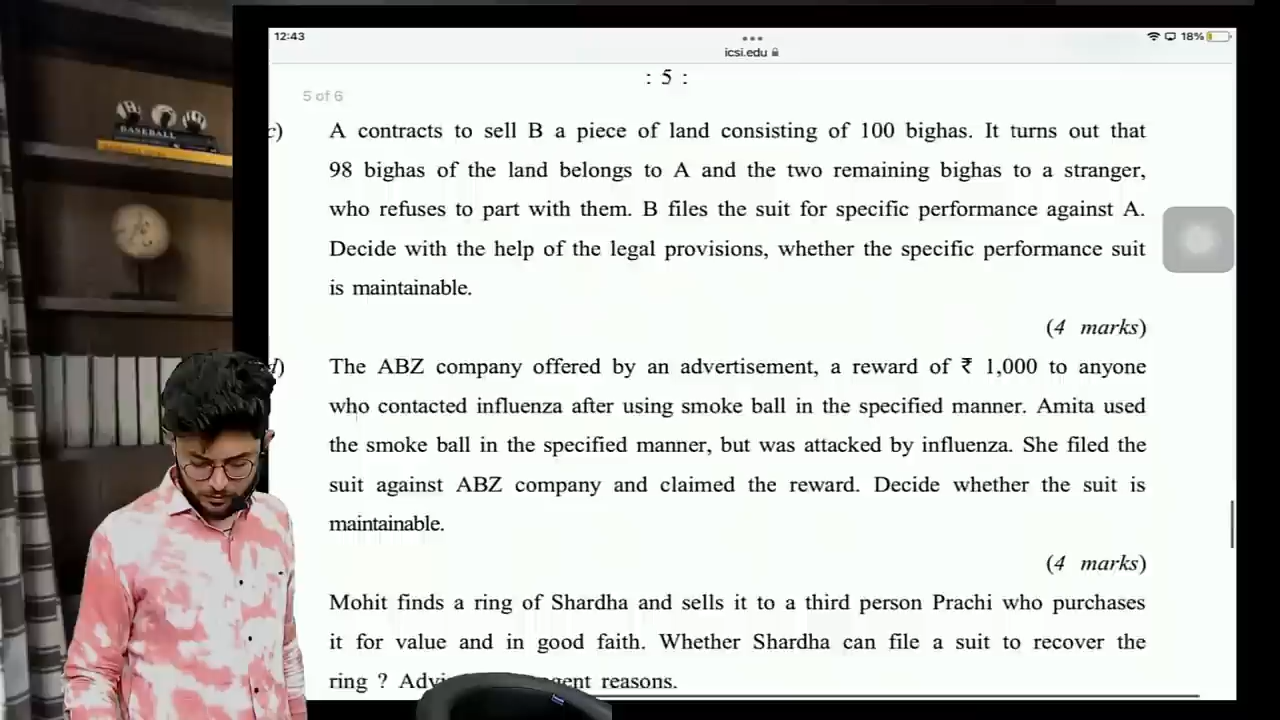 12:43
icsi.edu
18%
: 5 :
5 of 6
c)
A contracts to sell B a piece of land consisting of 100 bighas. It turns out that
98 bighas of the land belongs to A and the two remaining bighas to a stranger,
who refuses to part with them. B files the suit for specific performance against A.
Decide with the help of the legal provisions, whether the specific performance suit
is maintainable.
(4 marks)
d)
The ABZ company offered by an advertisement, a reward of ₹ 1,000 to anyone
who contacted influenza after using smoke ball in the specified manner. Amita used
the smoke ball in the specified manner, but was attacked by influenza. She filed the
suit against ABZ company and claimed the reward. Decide whether the suit is
maintainable.
(4 marks)
Mohit finds a ring of Shardha and sells it to a third person Prachi who purchases
it for value and in good faith. Whether Shardha can file a suit to recover the
ring ? reasons.
BASEBALL